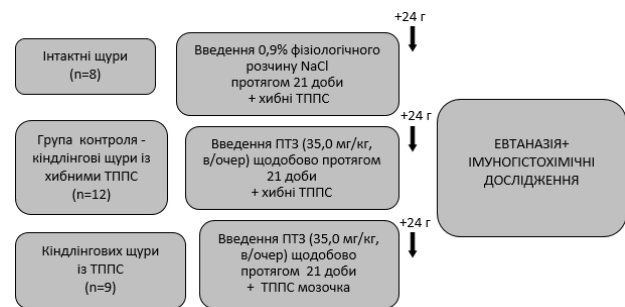 +24 г
Інтактні щури
(n=8)
Введення 0,9% фізіологічного
розчину NaCl
протягом 21 доби
+ хибні ТППС
+24 г
Група контроля -
кіндлінгові щури із
хибними ТППС
(n=12)
Введення ПТЗ (35,0 мг/кг,
в/очер) щодобово протягом
21 доби
+ хибні ТППС
ЕВТАНАЗІЯ+
ІМУНОГІСТОХІМІЧНІ
ДОСЛІДЖЕННЯ
+24 г
Кіндлінгових щури
із ТППС
(n=9)
Введення ПТЗ (35,0 мг/кг,
в/очер) щодобово
протягом 21 доби
+ ТППС мозочка